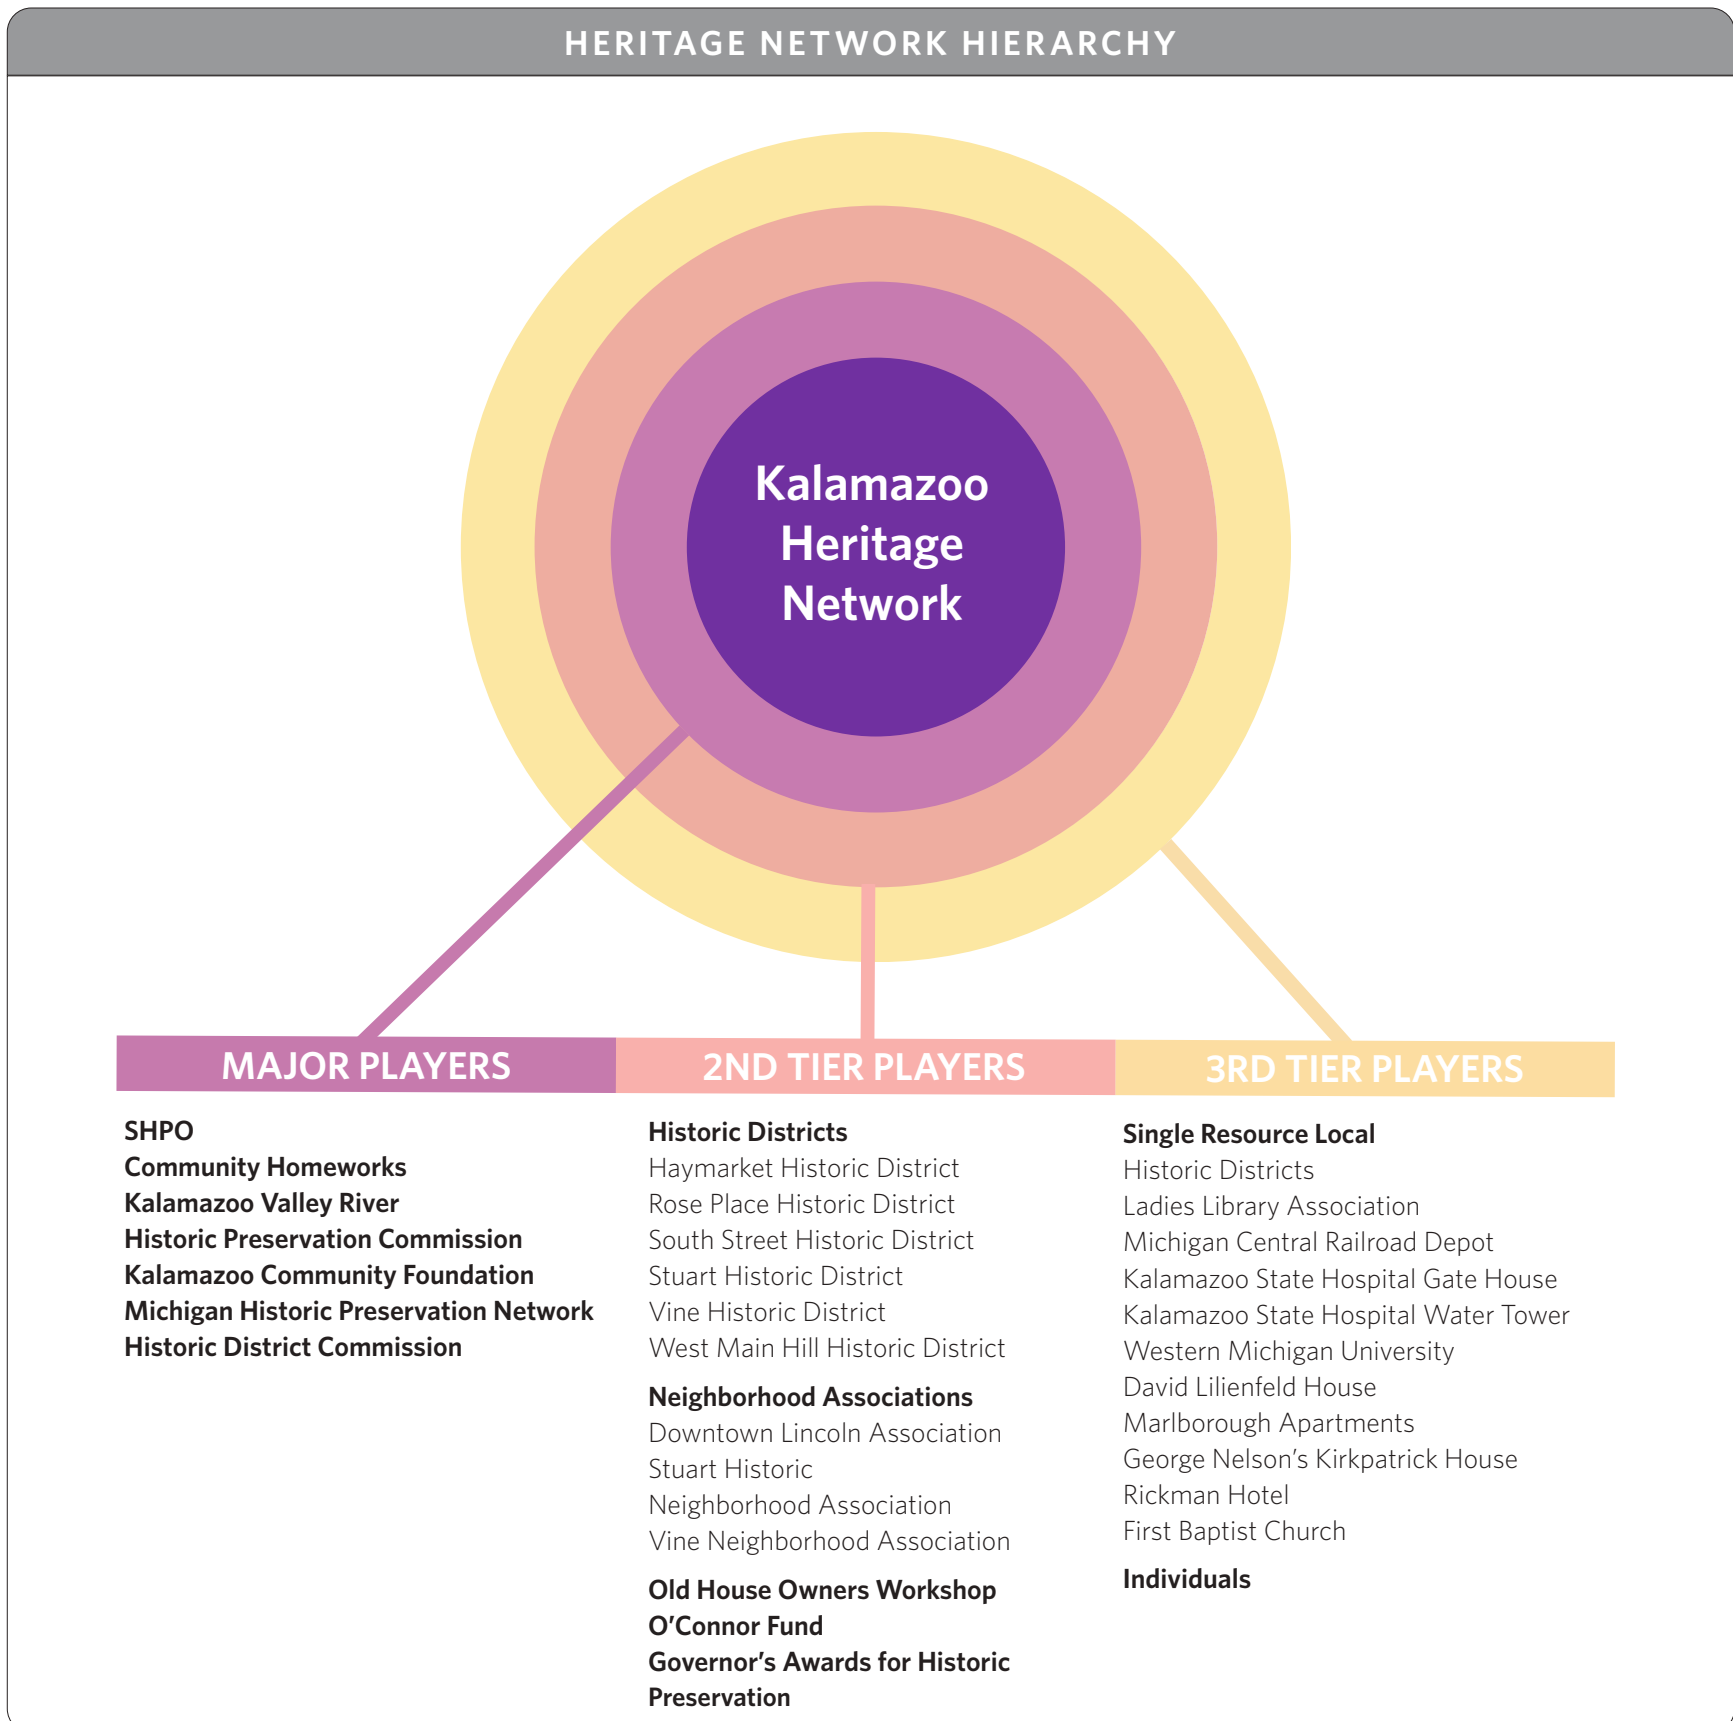 HERITAGE NETWORK HIERARCHY
Kalamazoo
Heritage
Network
MAJOR PLAYERS
SHPO
Community Homeworks
Kalamazoo Valley River
Historic Preservation Commission
Kalamazoo Community Foundation
Michigan Historic Preservation Network
Historic District Commission
2ND TIER PLAYERS
Historic Districts
Haymarket Historic District
Rose Place Historic District
South Street Historic District
Stuart Historic District
Vine Historic District
West Main Hill Historic District
Neighborhood Associations
Downtown Lincoln Association
Stuart Historic
Neighborhood Association
Vine Neighborhood Association
Old House Owners Workshop
O’Connor Fund
Governor’s Awards for Historic
Preservation
3RD TIER PLAYERS
Single Resource Local
Historic Districts
Ladies Library Association
Michigan Central Railroad Depot
Kalamazoo State Hospital Gate House
Kalamazoo State Hospital Water Tower
Western Michigan University
David Lilienfeld House
Marlborough Apartments
George Nelson’s Kirkpatrick House
Rickman Hotel
First Baptist Church
Individuals